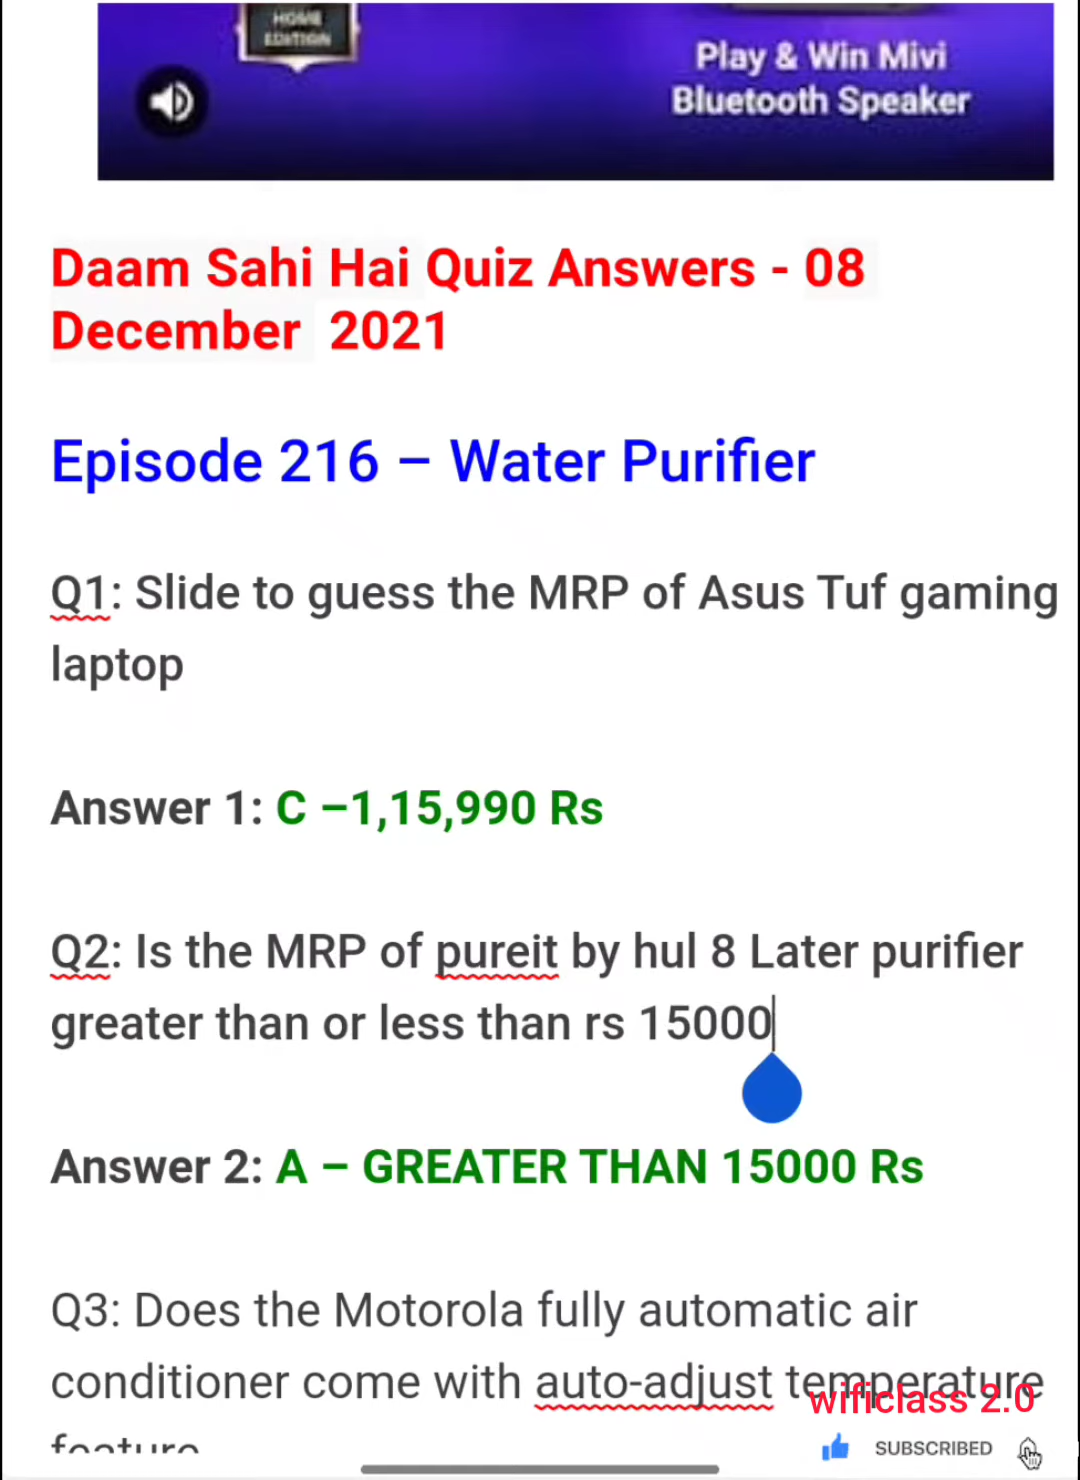 HOME
EDITION
Play & Win Mivi
Bluetooth Speaker
Daam Sahi Hai Quiz Answers - 08
December 2021
Episode 216 – Water Purifier
Q1: Slide to guess the MRP of Asus Tuf gaming
laptop
Answer 1: C –1,15,990 Rs
Q2: Is the MRP of pureit by hul 8 Later purifier
greater than or less than rs 15000
Answer 2: A – GREATER THAN 15000 Rs
Q3: Does the Motorola fully automatic air
conditioner come with auto-adjust temperature
feature
wificlass 2.0
SUBSCRIBED